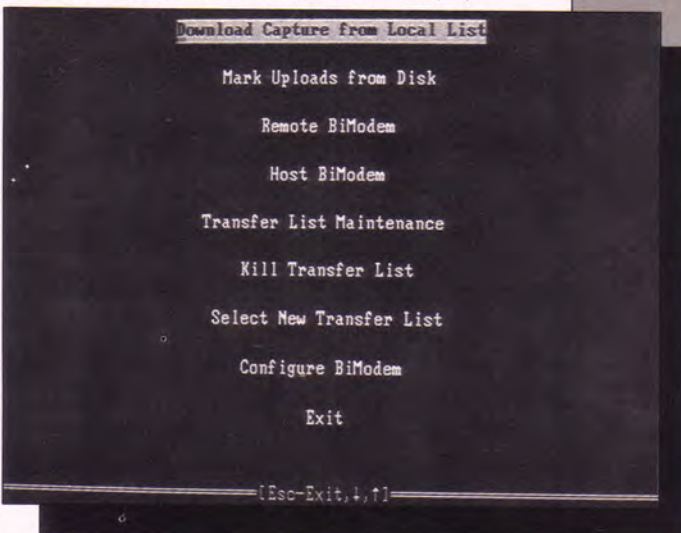 Download Capture from Local List
Mark Uploads from Disk
Remote BiModem
Host BiModem
Transfer List Maintenance
Kill Transfer List
Select New Transfer List
Configure BiModem
Exit
[Esc-Exit,↓,↑]